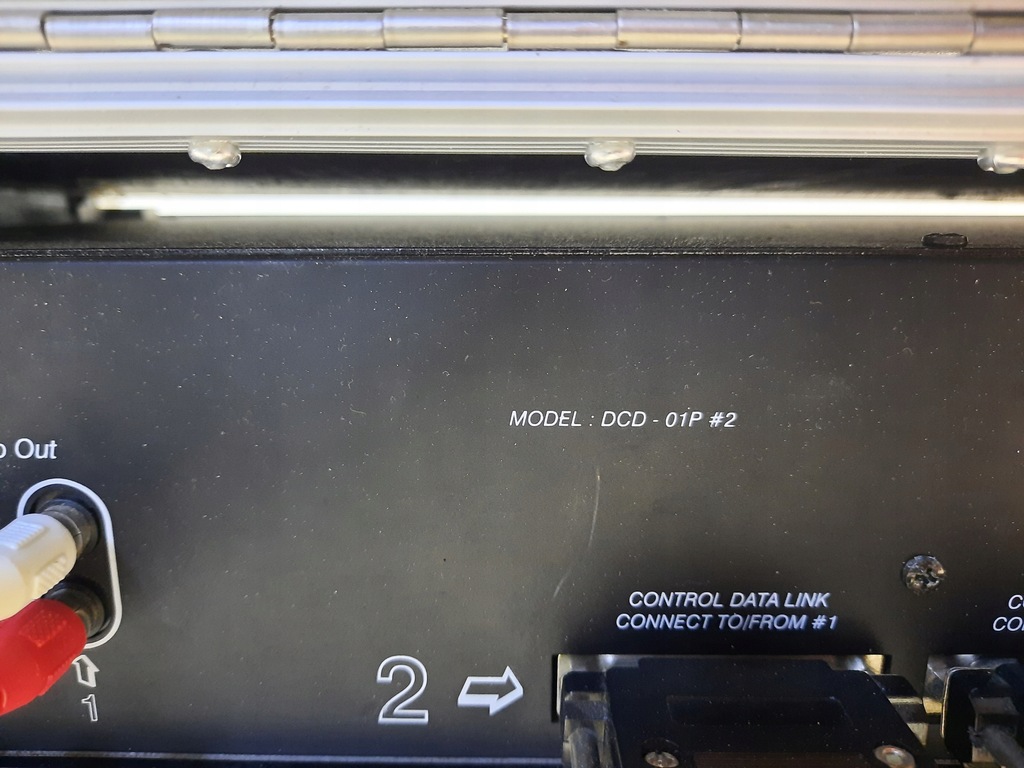 MODEL : DCD - 01P #2
Out
CONTROL DATA LINK
CONNECT TO/FROM #1
2
1